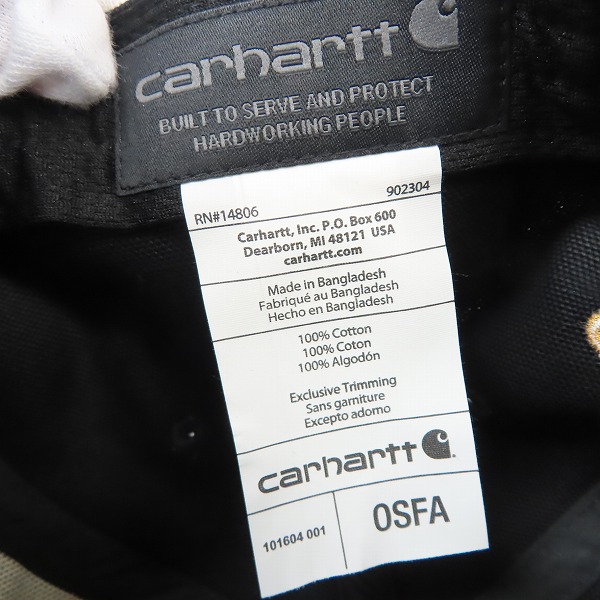 carhartt
BUILT TO SERVE AND PROTECT
HARDWORKING PEOPLE
RN#14806 902304
Carhartt, Inc. P.O. Box 600
Dearborn, MI 48121 USA
carhartt.com
Made in Bangladesh
Fabriqué au Bangladesh
Hecho en Bangladesh
100% Cotton
100% Coton
100% Algodón
Exclusive Trimming
Sans garniture
Excepto adorno
carhartt
101604 001 OSFA